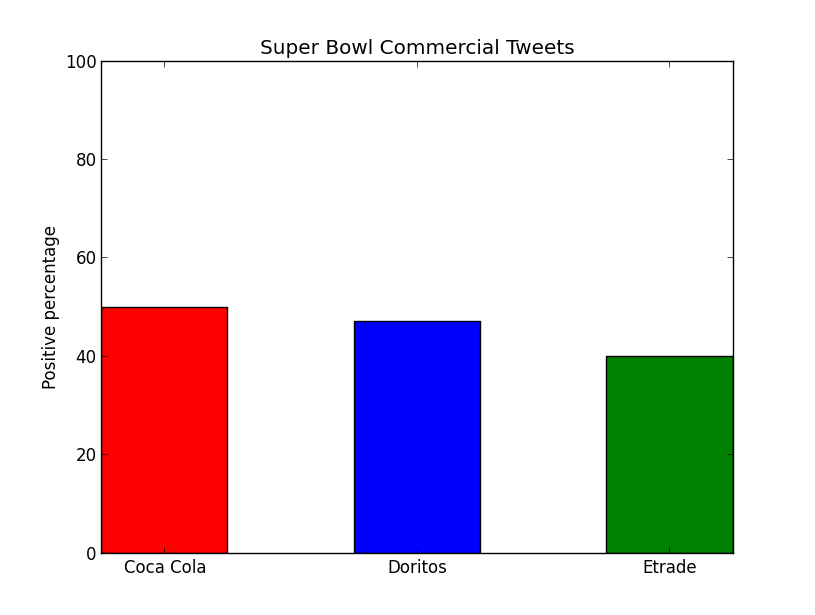 Super Bowl Commercial Tweets
Positive percentage
100
80
60
40
20
0
Coca Cola Doritos Etrade